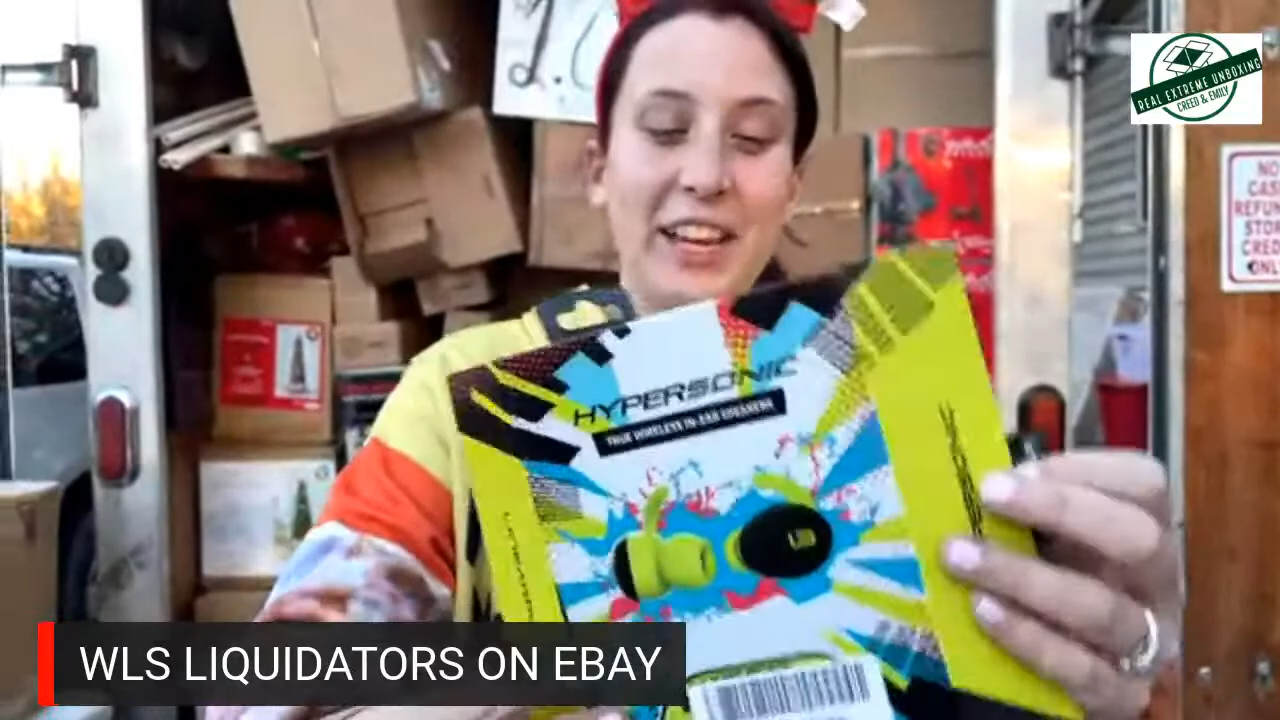 REAL EXTREME UNBOXING
CREED & EMILY
NO
CAS
REFUN
STOR
CRED
ONL
HYPERSONIC
TRUE WIRELESS IN-EAR SPEAKERS
WLS LIQUIDATORS ON EBAY